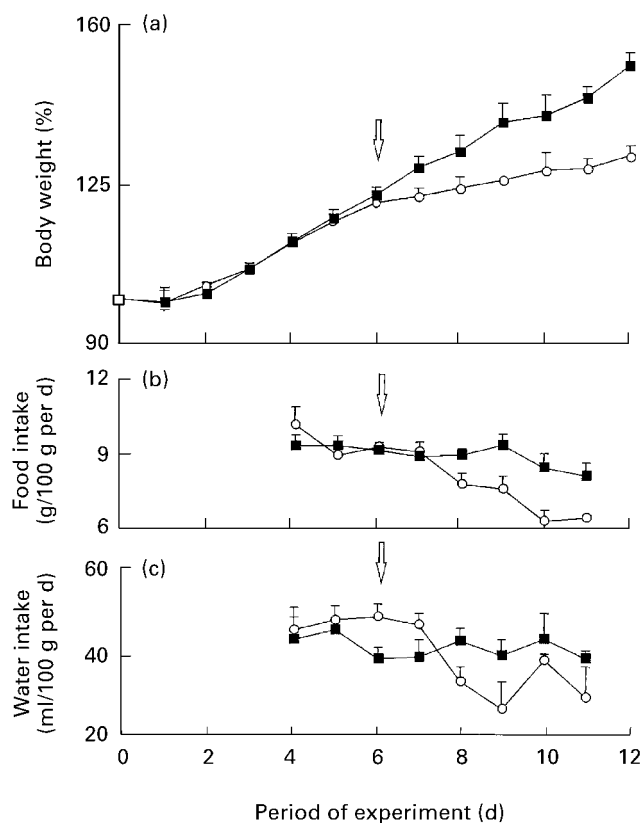 (a)
160
125
90
Body weight (%)
(b)
12
9
6
Food intake
(g/100 g per d)
(c)
60
40
20
Water intake
(ml/100 g per d)
0 2 4 6 8 10 12
Period of experiment (d)